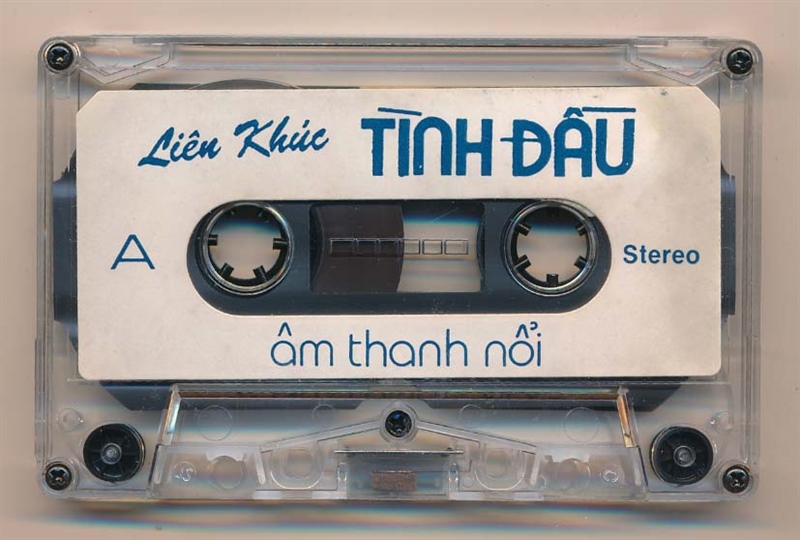 Liên Khúc TÌNH ĐẦU
A
Stereo
âm thanh nổi